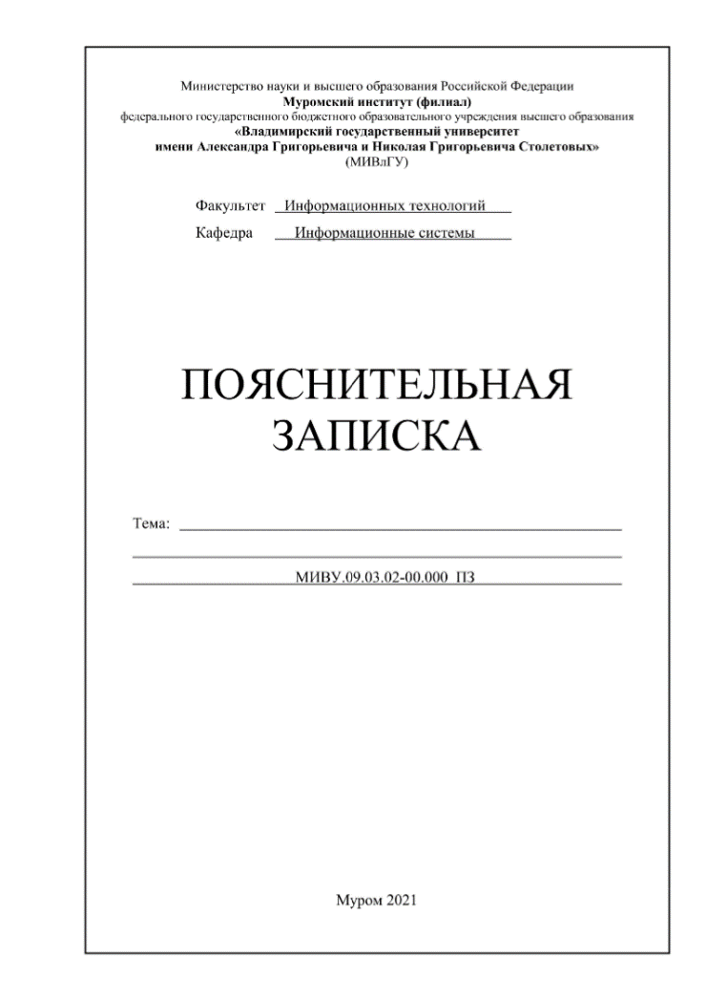 Министерство науки и высшего образования Российской Федерации
Муромский институт (филиал)
федерального государственного бюджетного образовательного учреждения высшего образования
«Владимирский государственный университет
имени Александра Григорьевича и Николая Григорьевича Столетовых»
(МИВлГУ)
Факультет Информационных технологий
Кафедра Информационные системы
ПОЯСНИТЕЛЬНАЯ
ЗАПИСКА
Тема:
МИВУ.09.03.02-00.000 ПЗ
Муром 2021